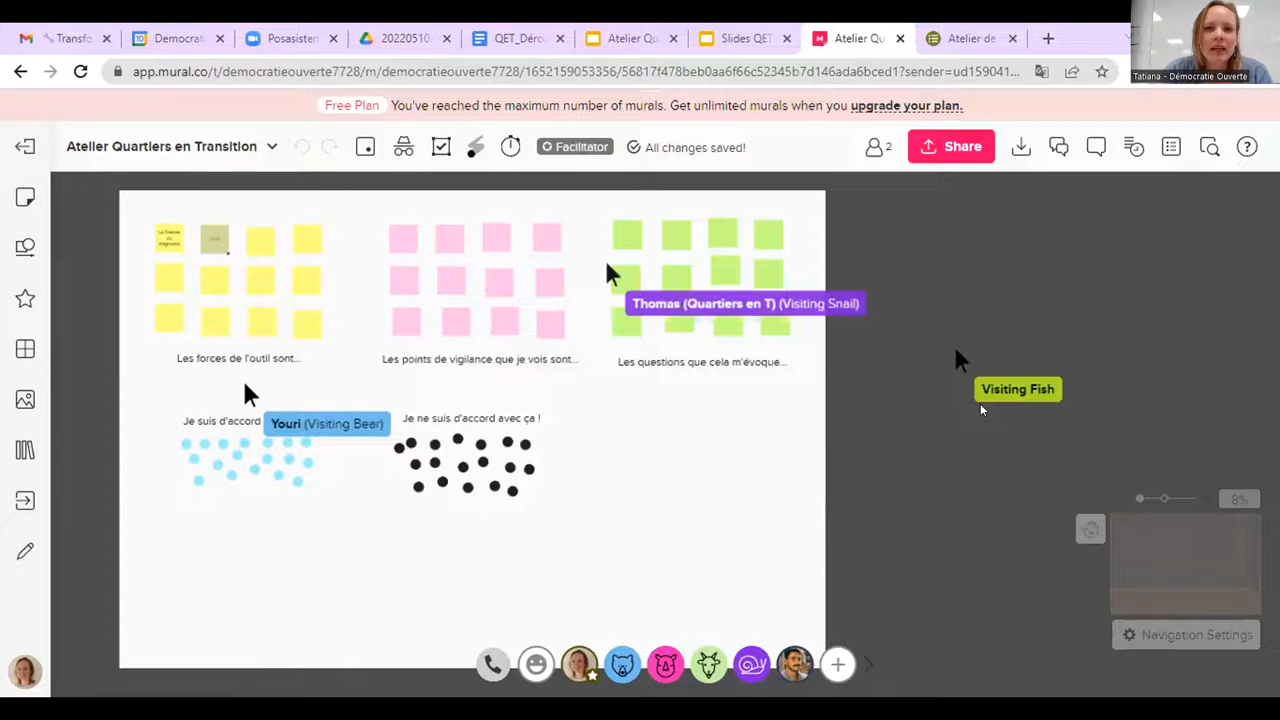 Transfo
Democrat
Posasisten
20220510
QET_Dérou
Atelier Qu
Slides QET
Atelier Qu
Atelier de
app.mural.co/t/democratieouverte7728/m/democratieouverte7728/1652159053356/56817f478beb0aa6f66c52345b7d146ada6bced1?sender=ud159041...
Tatiana - Démocratie Ouverte
Free Plan You've reached the maximum number of murals. Get unlimited murals when you upgrade your plan.
Atelier Quartiers en Transition
Facilitator
All changes saved!
2
Share
Thomas (Quartiers en T) (Visiting Snail)
Les forces de l'outil sont...
Les points de vigilance que je vois sont...
Les questions que cela m'évoque...
Visiting Fish
Je suis d'accord
Youri (Visiting Bear)
Je ne suis d'accord avec ça !
8%
Navigation Settings